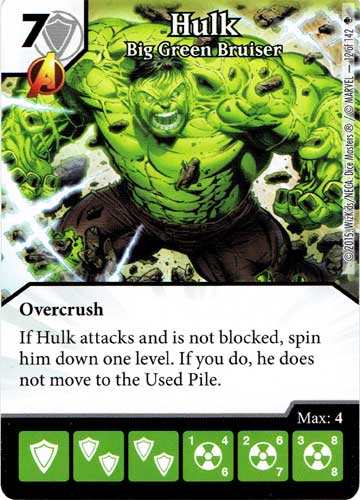 7
Hulk
Big Green Bruiser
Overcrush
If Hulk attacks and is not blocked, spin
him down one level. If you do, he does
not move to the Used Pile.
Max: 4
1 4 6
2 4 7
3 8 8